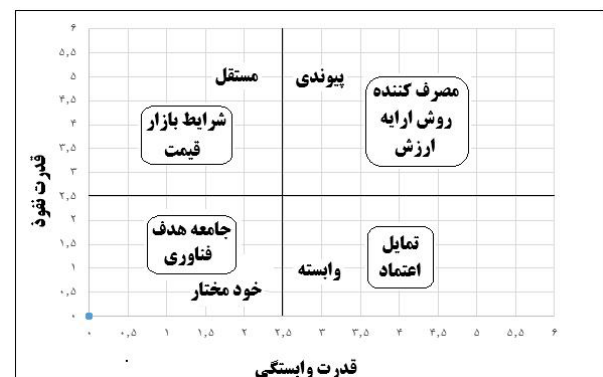 ۶
۵,۵
۵
۴,۵
۴
۳,۵
۳
۲,۵
۲
۱,۵
۱
۰,۵
۰
مستقل
پیوندی
شرایط بازار
قیمت
مصرف کننده
روش ارایه
ارزش
جامعه هدف
فناوری
خود مختار
وابسته
تمایل
اعتماد
۰ ۰,۵ ۱ ۱,۵ ۲ ۲,۵ ۳ ۳,۵ ۴ ۴,۵ ۵ ۵,۵ ۶
قدرت نفوذ
قدرت وابستگی